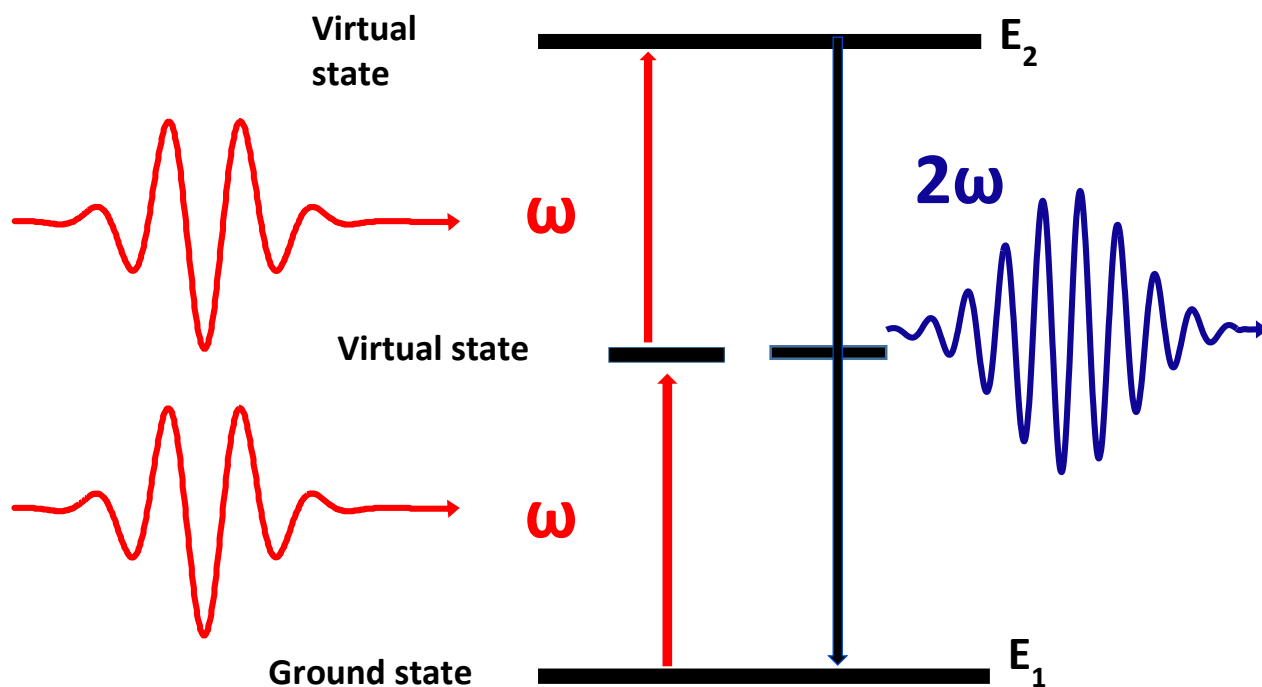 Virtual
state
E₂
2ω
ω
Virtual state
ω
Ground state
E₁